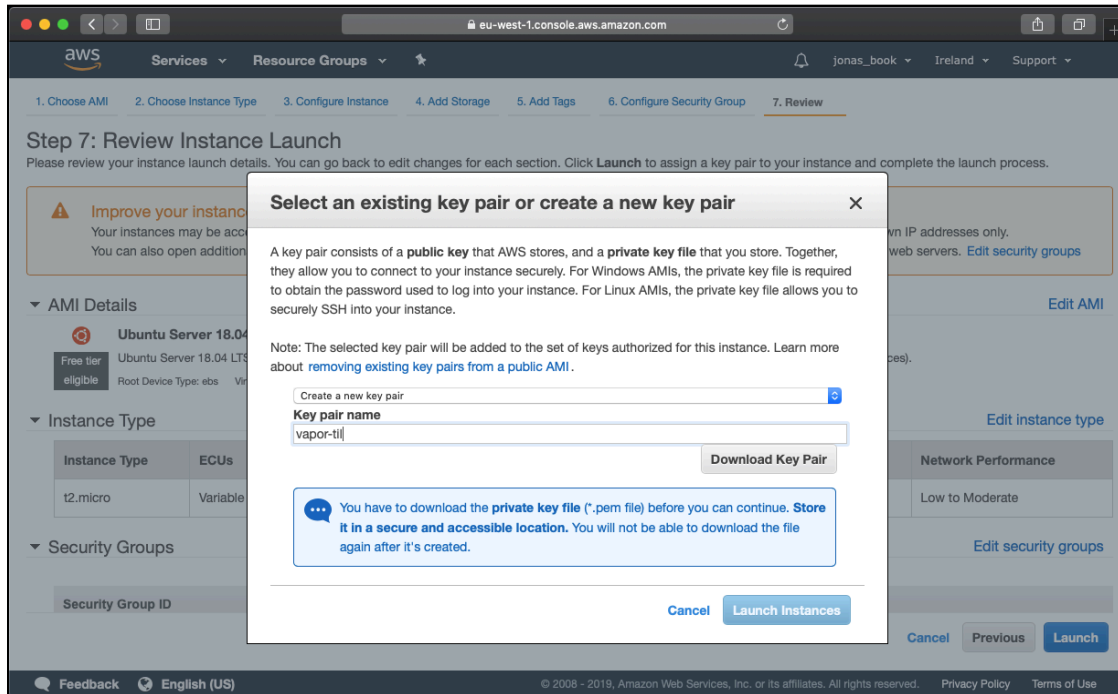 eu-west-1.console.aws.amazon.com
aws Services Resource Groups jonas_book Ireland Support
1. Choose AMI 2. Choose Instance Type 3. Configure Instance 4. Add Storage 5. Add Tags 6. Configure Security Group 7. Review
Step 7: Review Instance Launch
Please review your instance launch details. You can go back to edit changes for each section. Click Launch to assign a key pair to your instance and complete the launch process.
Improve your instanc
Your instances may be acce
wn IP addresses only.
You can also open addition
web servers. Edit security groups
Select an existing key pair or create a new key pair
A key pair consists of a public key that AWS stores, and a private key file that you store. Together,
they allow you to connect to your instance securely. For Windows AMIs, the private key file is required
to obtain the password used to log into your instance. For Linux AMIs, the private key file allows you to
securely SSH into your instance.
Note: The selected key pair will be added to the set of keys authorized for this instance. Learn more
about removing existing key pairs from a public AMI.
Create a new key pair
Key pair name
vapor-til
Download Key Pair
You have to download the private key file (*.pem file) before you can continue. Store
it in a secure and accessible location. You will not be able to download the file
again after it's created.
Cancel Launch Instances
AMI Details
Edit AMI
Ubuntu Server 18.04
Free tier
eligible
Ubuntu Server 18.04 LTS
ces).
Root Device Type: ebs Vir
Instance Type
Edit instance type
Instance Type ECUs Network Performance
t2.micro Variable Low to Moderate
Security Groups
Edit security groups
Security Group ID
Cancel Previous Launch
Feedback English (US) © 2008 - 2019, Amazon Web Services, Inc. or its affiliates. All rights reserved. Privacy Policy Terms of Use